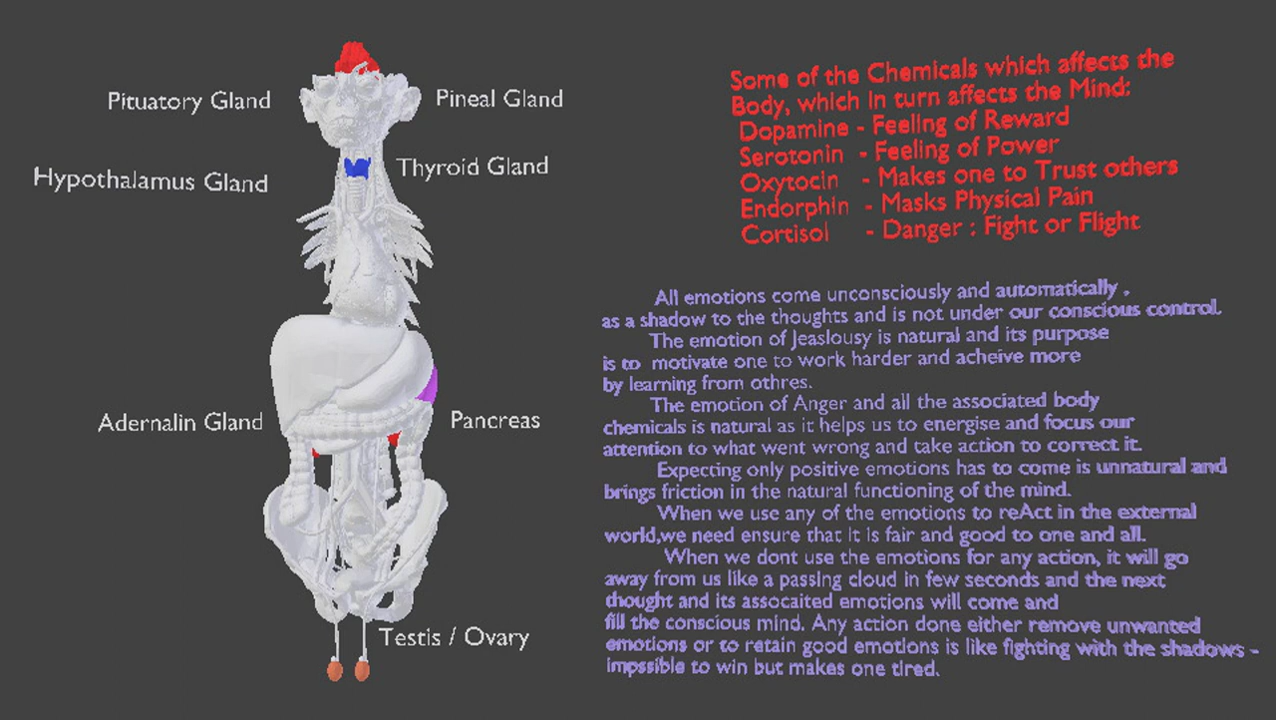 Pituatory Gland
Pineal Gland
Hypothalamus Gland
Thyroid Gland
Adernalin Gland
Pancreas
Testis / Ovary
Some of the Chemicals which affects the
Body, which in turn affects the Mind:
Dopamine - Feeling of Reward
Serotonin - Feeling of Power
Oxytocin - Makes one to Trust others
Endorphin - Masks Physical Pain
Cortisol - Danger : Fight or Flight
All emotions come unconsciously and automatically ,
as a shadow to the thoughts and is not under our conscious control.
The emotion of Jeaslousy is natural and its purpose
is to motivate one to work harder and acheive more
by learning from othres.
The emotion of Anger and all the associated body
chemicals is natural as it helps us to energise and focus our
attention to what went wrong and take action to correct it.
Expecting only positive emotions has to come is unnatural and
brings friction in the natural functioning of the mind.
When we use any of the emotions to reAct in the external
world,we need ensure that it is fair and good to one and all.
When we dont use the emotions for any action, it will go
away from us like a passing cloud in few seconds and the next
thought and its assocaited emotions will come and
fill the conscious mind. Any action done either remove unwanted
emotions or to retain good emotions is like fighting with the shadows -
impssible to win but makes one tired.